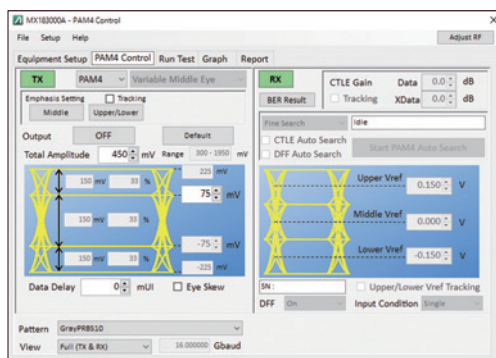 MX183000A - PAM4 Control
File Setup Help
Adjust RF
Equipment Setup PAM4 Control Run Test Graph Report
TX PAM4 Variable Middle Eye
Emphasis Setting Tracking
Middle Upper/Lower
Output OFF Default
Total Amplitude 450 mV Range 300 - 1950 mV
225 mV
150 mV 33 %
75 mV
150 mV 33 %
-75 mV
150 mV 33 %
-225 mV
Data Delay 0 mUI Eye Skew
RX CTLE Gain Data 0.0 dB
BER Result Tracking XData 0.0 dB
Fine Search Idle
CTLE Auto Search
DFF Auto Search
Start PAM4 Auto Search
Upper Vref
0.150 V
Middle Vref
0.000 V
Lower Vref
-0.150 V
SN : Upper/Lower Vref Tracking
DFF On Input Condition Single
Pattern GrayPRBS10
View Full (TX & RX) 16.000000 Gbaud